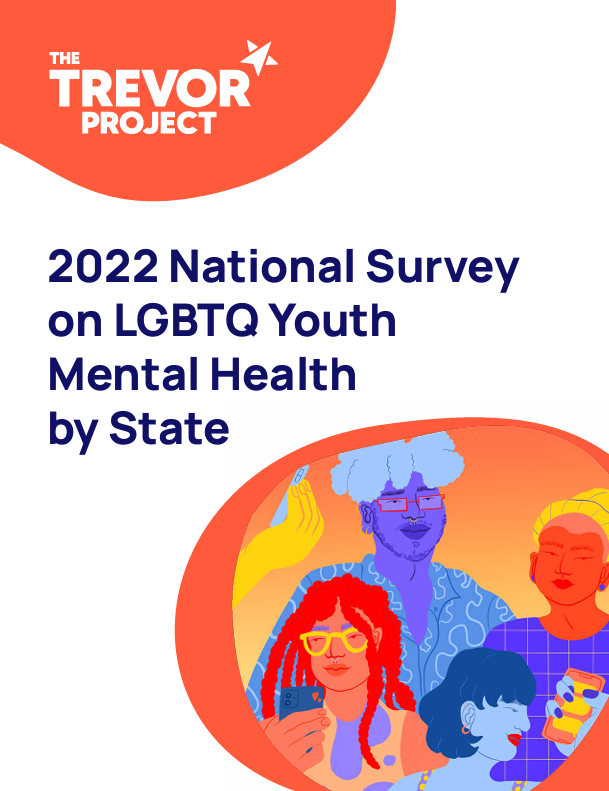 THE
TREVOR
PROJECT
2022 National Survey
on LGBTQ Youth
Mental Health
by State